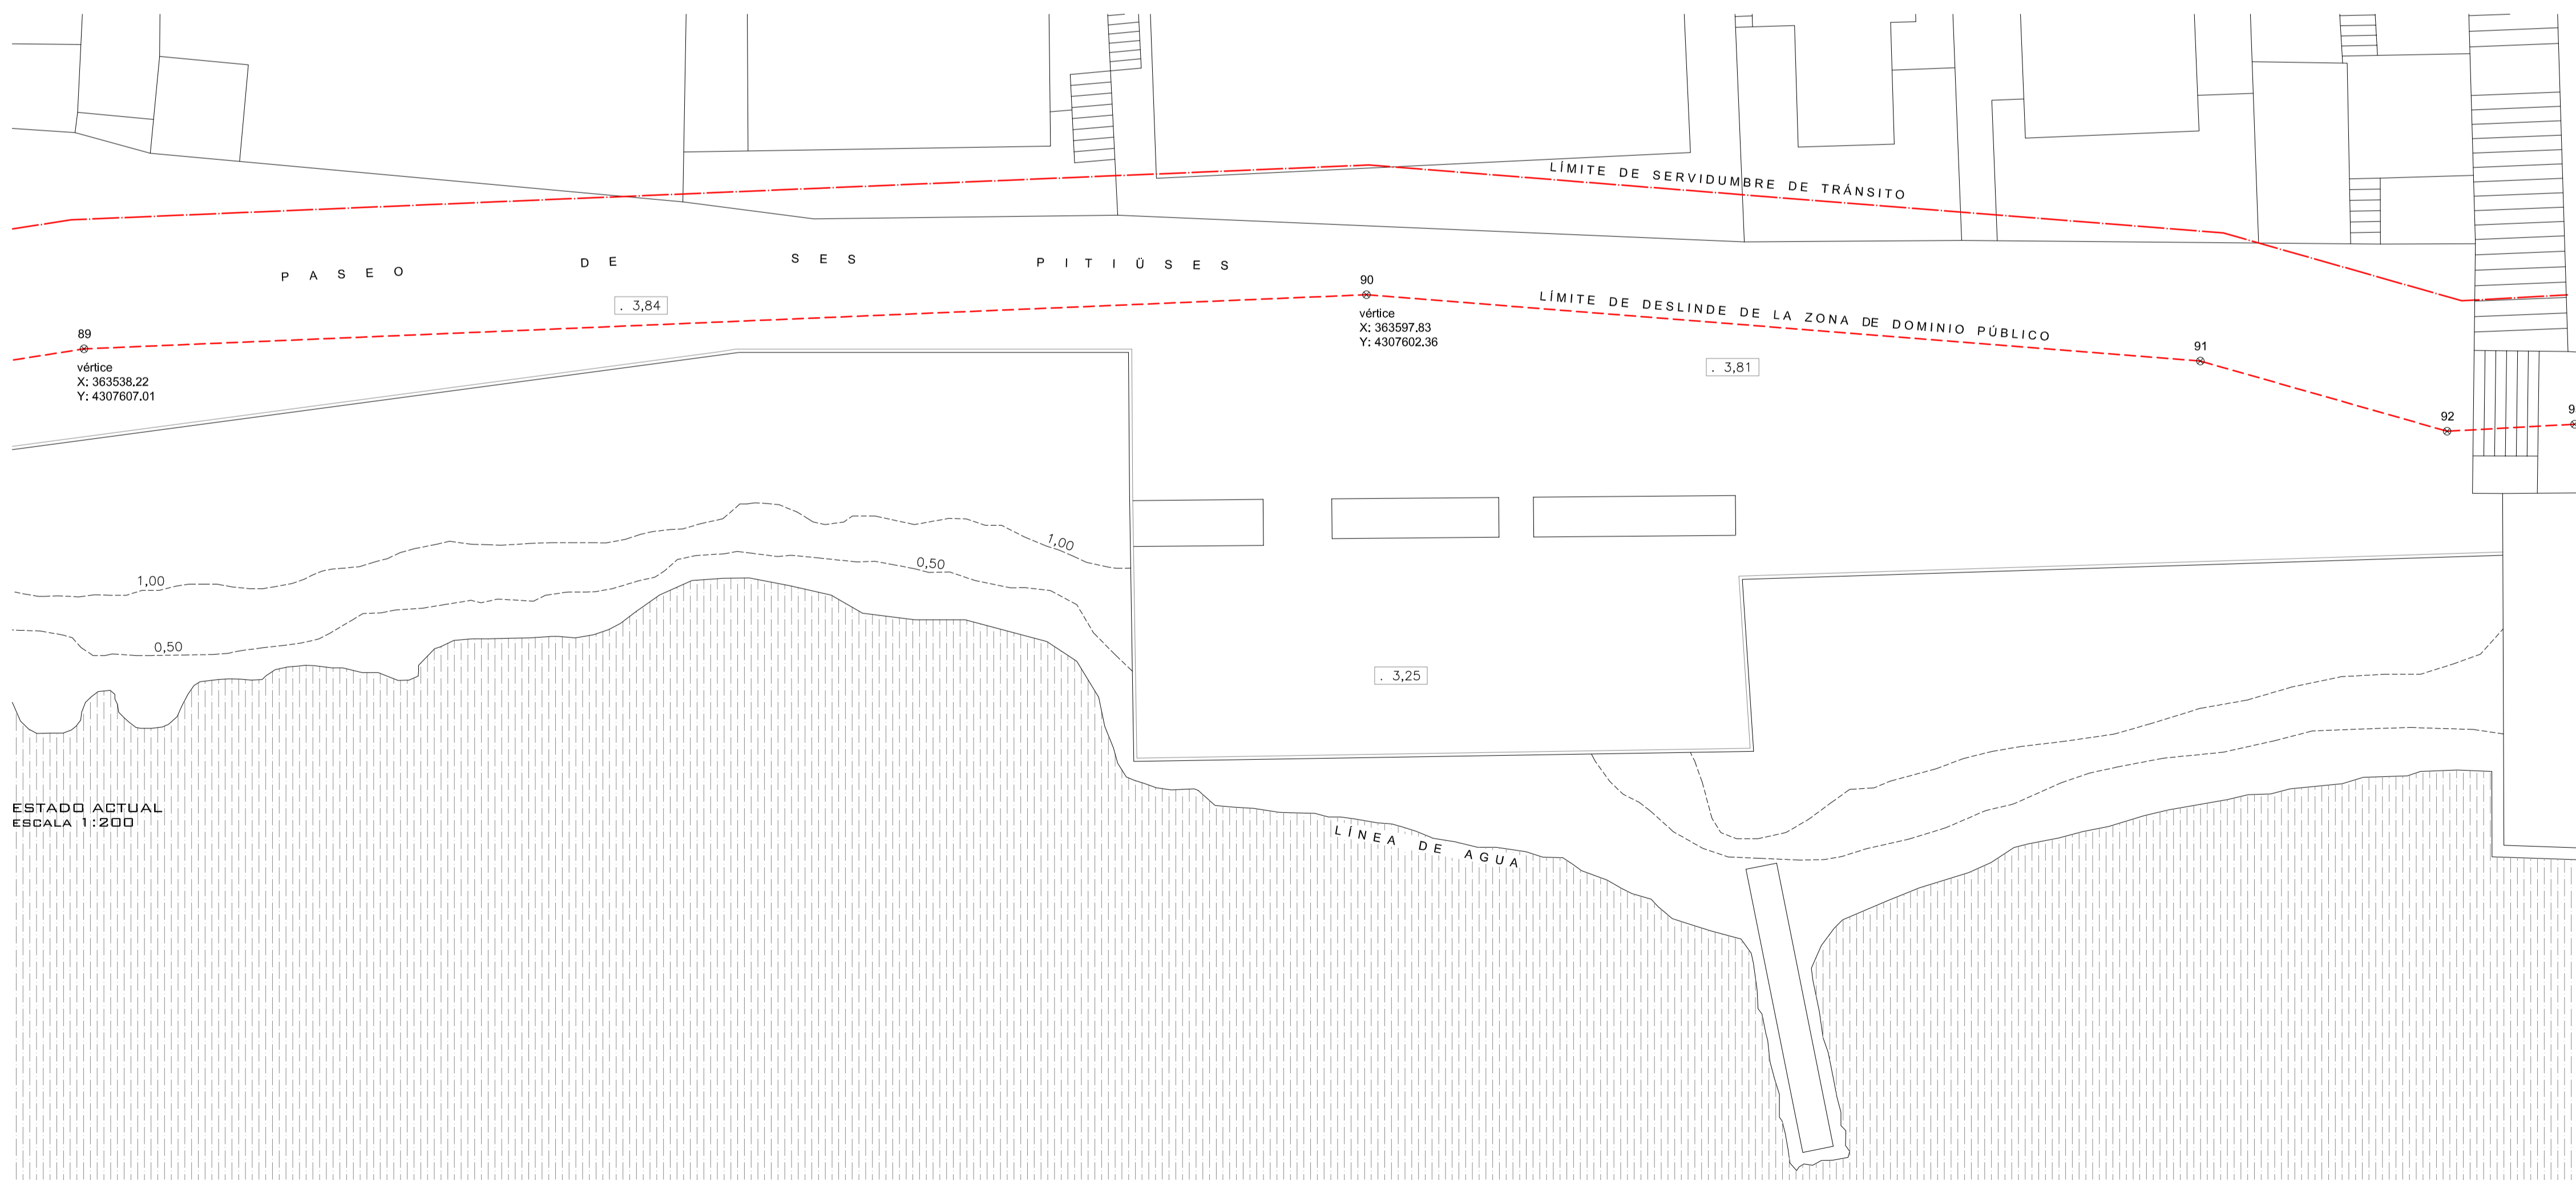 LÍMITE DE SERVIDUMBRE DE TRÁNSITO
PASEO DE SES PITIÜSES
90
. 3,84
LÍMITE DE DESLINDE DE LA ZONA DE DOMINIO PÚBLICO
vértice
X: 363597.83
Y: 4307602.36
89
vértice
X: 363538.22
Y: 4307607.01
91
. 3,81
92
9
1,00
0,50
1,00
0,50
. 3,25
ESTADO ACTUAL
ESCALA 1:200
LÍNEA DE AGUA